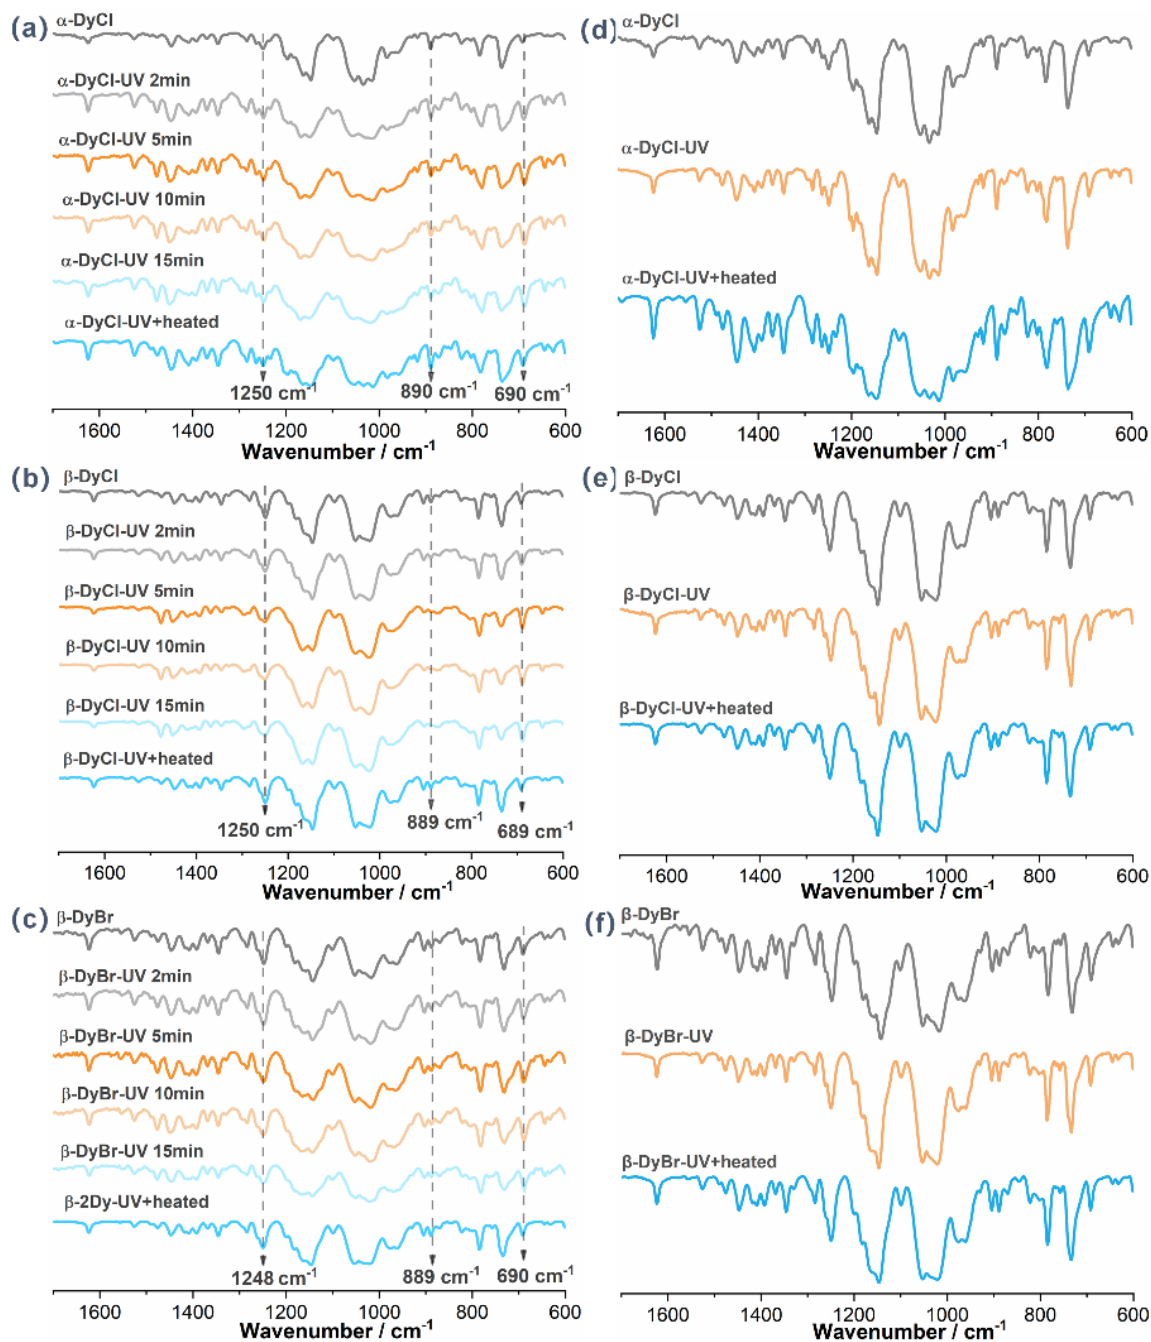 (a)
α-DyCl
α-DyCl-UV 2min
α-DyCl-UV 5min
α-DyCl-UV 10min
α-DyCl-UV 15min
α-DyCl-UV+heated
1250 cm⁻¹
890 cm⁻¹
690 cm⁻¹
1600 1400 1200 1000 800 600
Wavenumber / cm⁻¹
(d)
α-DyCl
α-DyCl-UV
α-DyCl-UV+heated
1600 1400 1200 1000 800 600
Wavenumber / cm⁻¹
(b)
β-DyCl
β-DyCl-UV 2min
β-DyCl-UV 5min
β-DyCl-UV 10min
β-DyCl-UV 15min
β-DyCl-UV+heated
1250 cm⁻¹
889 cm⁻¹
689 cm⁻¹
1600 1400 1200 1000 800 600
Wavenumber / cm⁻¹
(e)
β-DyCl
β-DyCl-UV
β-DyCl-UV+heated
1600 1400 1200 1000 800 600
Wavenumber / cm⁻¹
(c)
β-DyBr
β-DyBr-UV 2min
β-DyBr-UV 5min
β-DyBr-UV 10min
β-DyBr-UV 15min
β-2Dy-UV+heated
1248 cm⁻¹
889 cm⁻¹
690 cm⁻¹
1600 1400 1200 1000 800 600
Wavenumber / cm⁻¹
(f)
β-DyBr
β-DyBr-UV
β-DyBr-UV+heated
1600 1400 1200 1000 800 600
Wavenumber / cm⁻¹